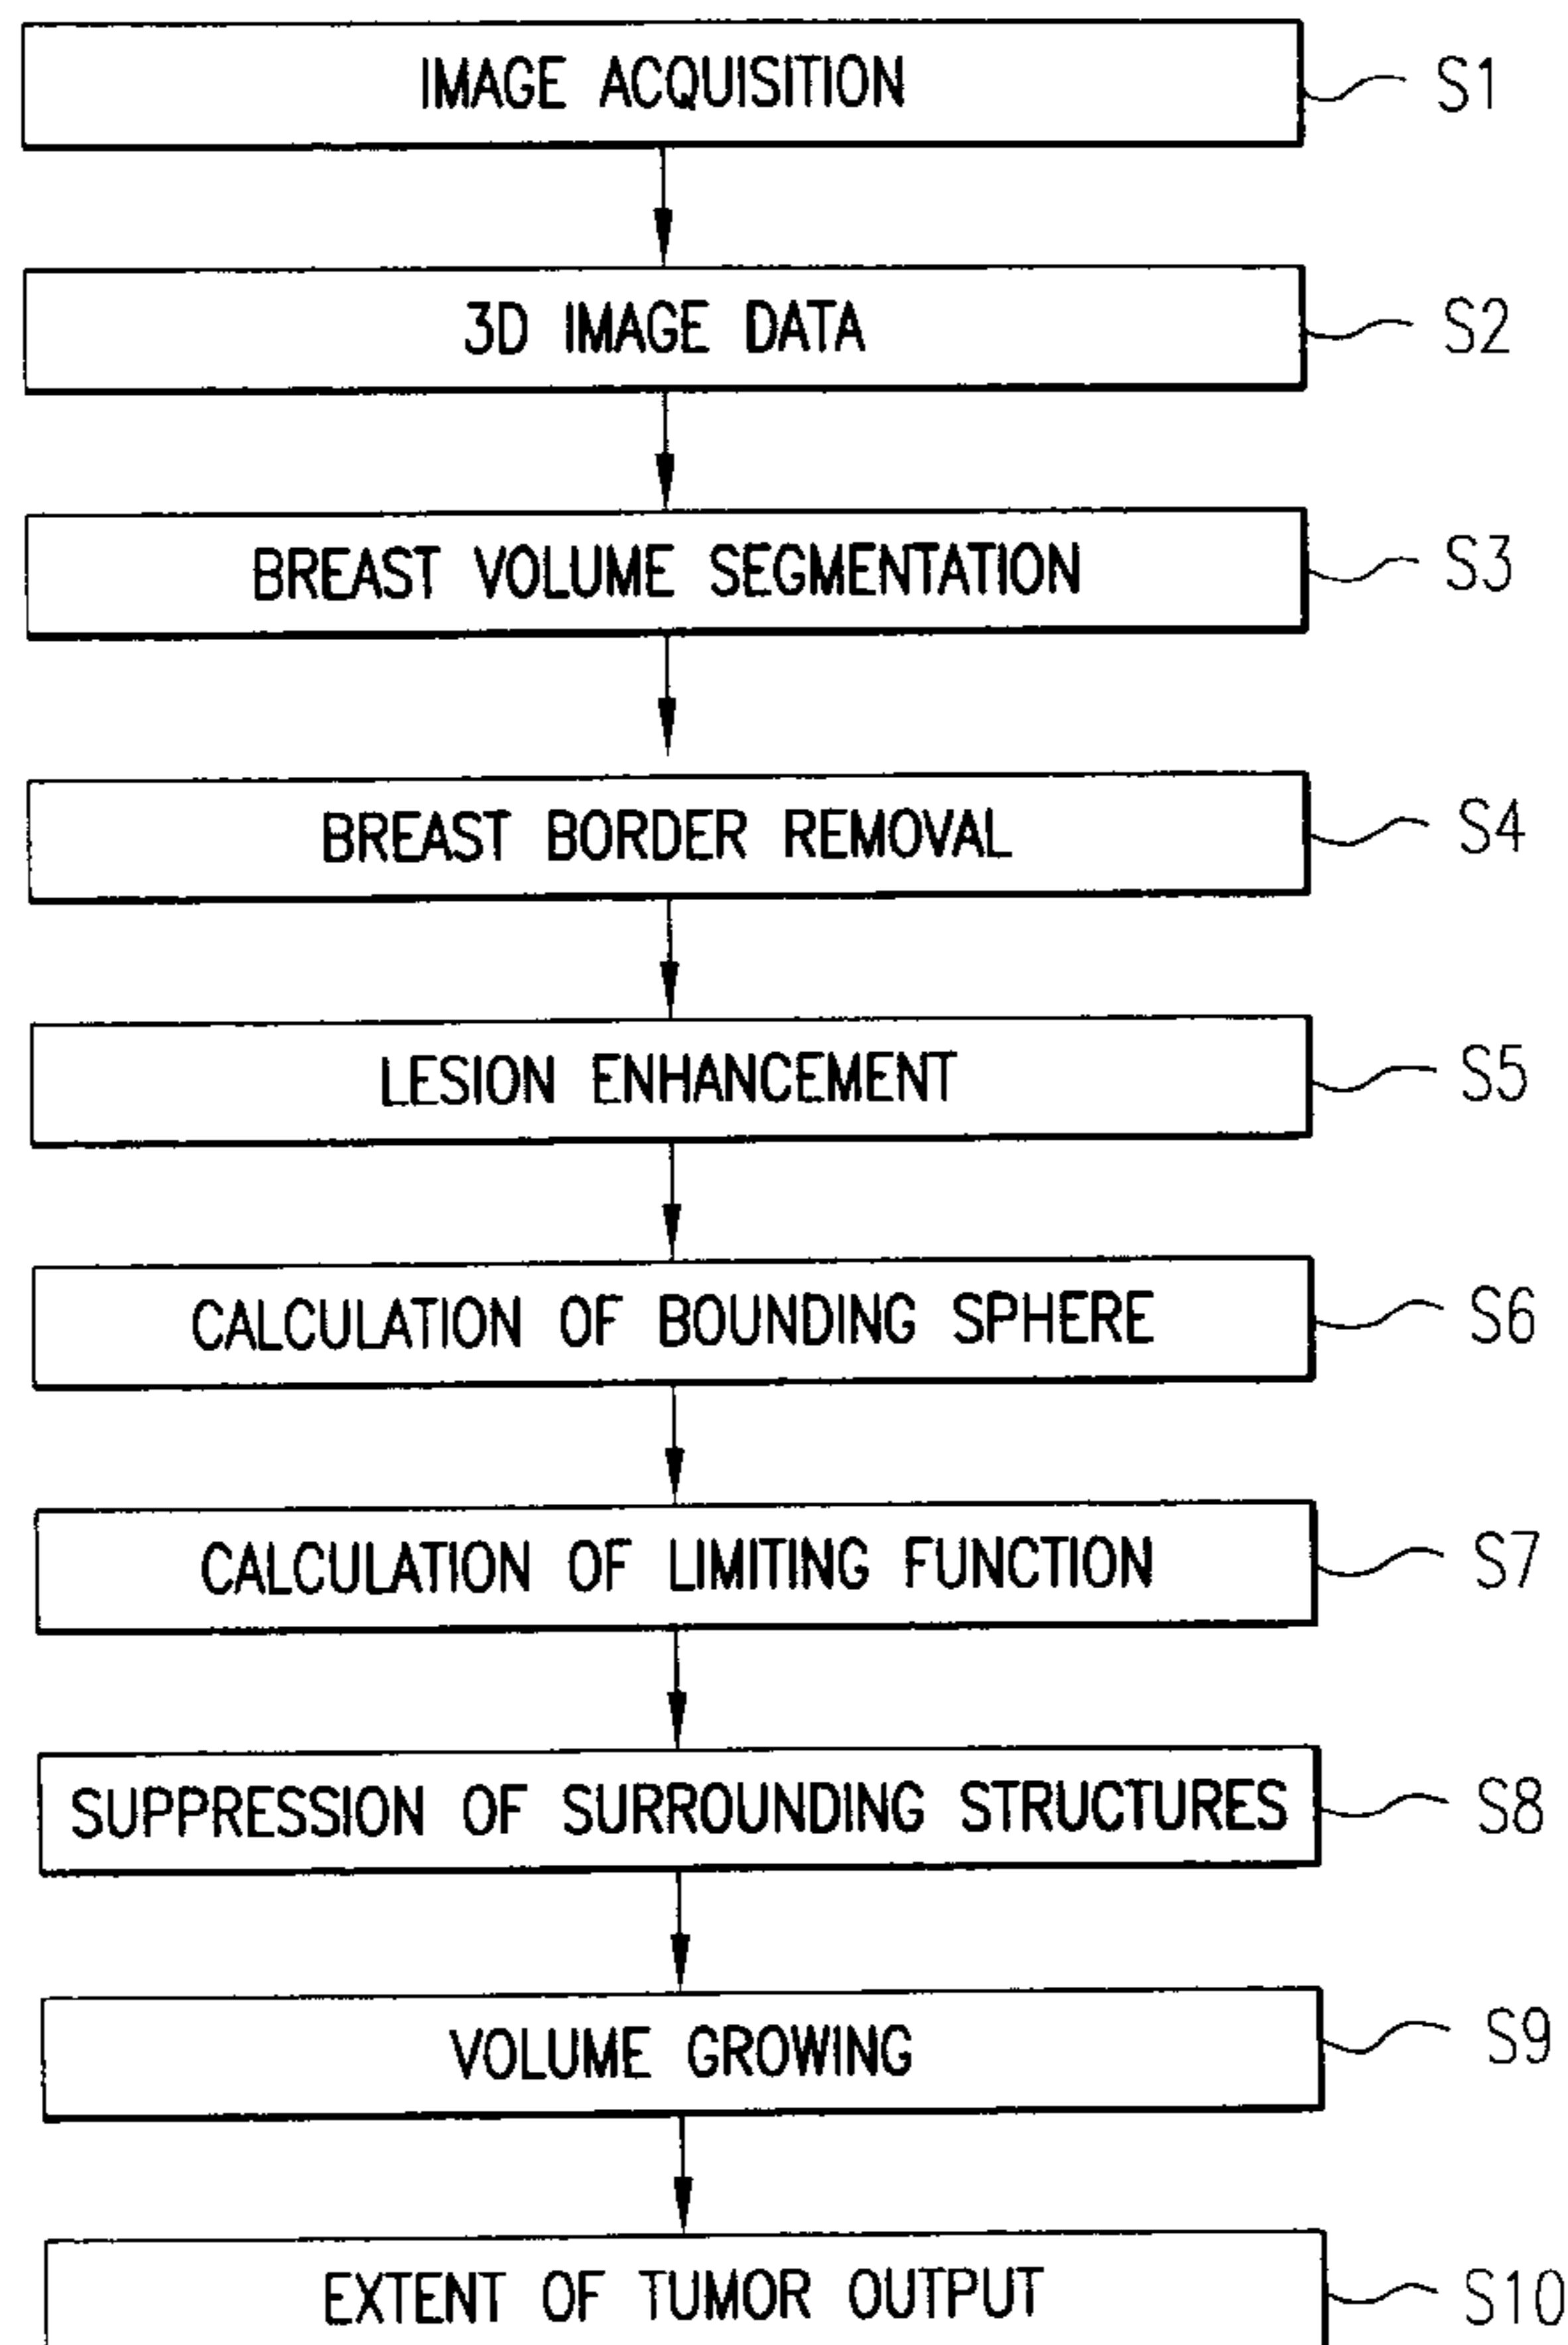 IMAGE ACQUISITION S1
3D IMAGE DATA S2
BREAST VOLUME SEGMENTATION S3
BREAST BORDER REMOVAL S4
LESION ENHANCEMENT S5
CALCULATION OF BOUNDING SPHERE S6
CALCULATION OF LIMITING FUNCTION S7
SUPPRESSION OF SURROUNDING STRUCTURES S8
VOLUME GROWING S9
EXTENT OF TUMOR OUTPUT S10